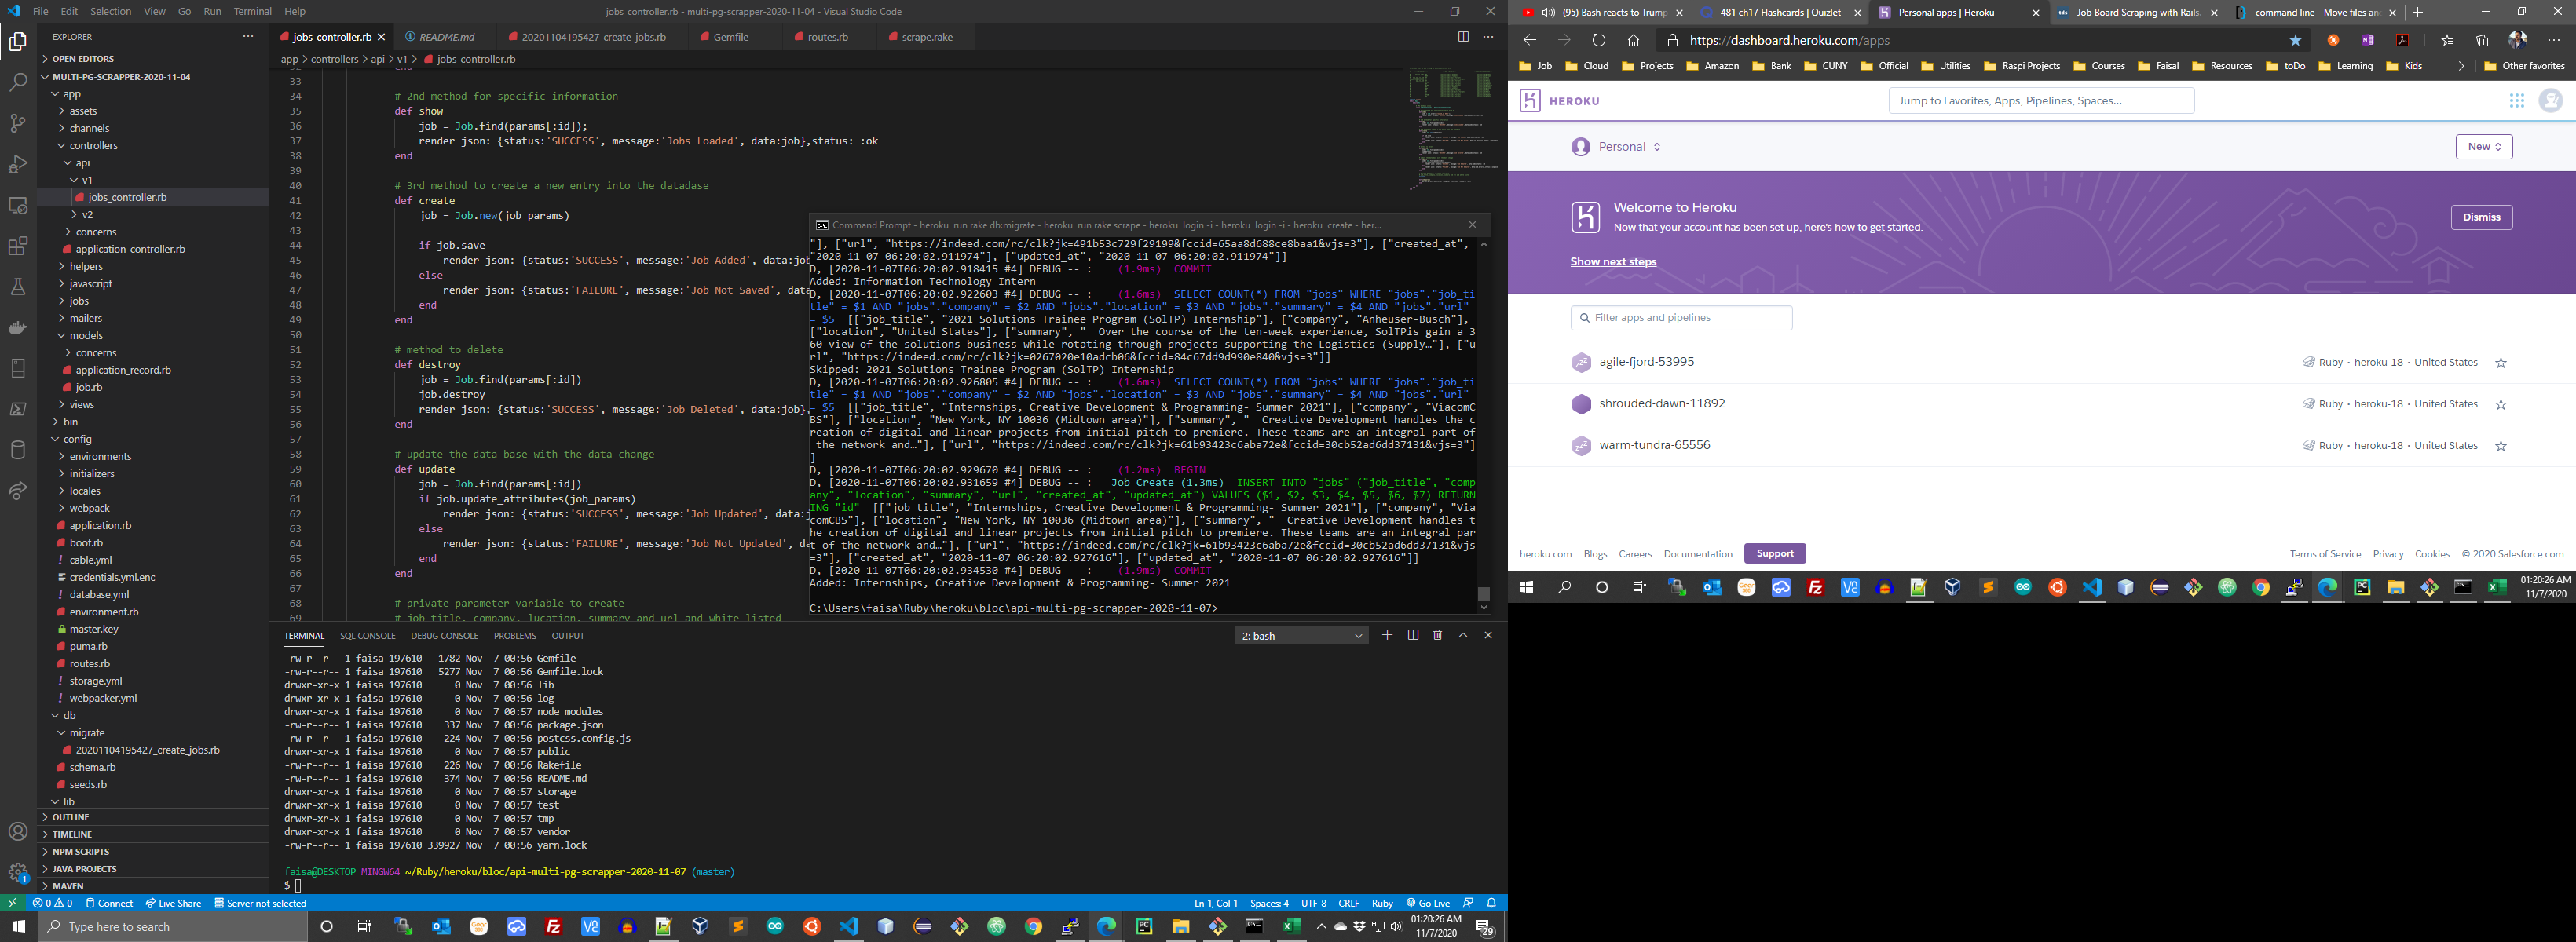 File Edit Selection View Go Run Terminal Help
jobs_controller.rb - multi-pg-scrapper-2020-11-04 - Visual Studio Code
EXPLORER
OPEN EDITORS
MULTI-PG-SCRAPPER-2020-11-04
app
assets
channels
controllers
api
v1
jobs_controller.rb
v2
concerns
application_controller.rb
helpers
javascript
jobs
mailers
models
concerns
application_record.rb
job.rb
views
bin
config
environments
initializers
locales
webpack
application.rb
boot.rb
cable.yml
credentials.yml.enc
database.yml
environment.rb
master.key
puma.rb
routes.rb
storage.yml
webpacker.yml
db
migrate
20201104195427_create_jobs.rb
schema.rb
seeds.rb
lib
OUTLINE
TIMELINE
NPM SCRIPTS
JAVA PROJECTS
MAVEN
jobs_controller.rb README.md 20201104195427_create_jobs.rb Gemfile routes.rb scrape.rake
app > controllers > api > v1 > jobs_controller.rb
33
34 # 2nd method for specific information
35 def show
36 job = Job.find(params[:id]);
37 render json: {status:'SUCCESS', message:'Jobs Loaded', data:job},status: :ok
38 end
39
40 # 3rd method to create a new entry into the datadase
41 def create
42 job = Job.new(job_params)
43
44 if job.save
45 render json: {status:'SUCCESS', message:'Job Added', data:job
46 else
47 render json: {status:'FAILURE', message:'Job Not Saved', data
48 end
49 end
50
51 # method to delete
52 def destroy
53 job = Job.find(params[:id])
54 job.destroy
55 render json: {status:'SUCCESS', message:'Job Deleted', data:job},
56 end
57
58 # update the data base with the data change
59 def update
60 job = Job.find(params[:id])
61 if job.update_attributes(job_params)
62 render json: {status:'SUCCESS', message:'Job Updated', data:j
63 else
64 render json: {status:'FAILURE', message:'Job Not Updated', da
65 end
66 end
67
68 # private parameter variable to create
69 # job title, company, lucation, summary and url and white listed
Command Prompt - heroku run rake db:migrate - heroku run rake scrape - heroku login -i - heroku login -i - heroku create - her...
"], ["url", "https://indeed.com/rc/clk?jk=491b53c729f29199&fccid=65aa8d688ce8baa1&vjs=3"], ["created_at",
"2020-11-07 06:20:02.911974"], ["updated_at", "2020-11-07 06:20:02.911974"]]
D, [2020-11-07T06:20:02.918415 #4] DEBUG -- : (1.9ms) COMMIT
Added: Information Technology Intern
D, [2020-11-07T06:20:02.922603 #4] DEBUG -- : (1.6ms) SELECT COUNT(*) FROM "jobs" WHERE "jobs"."job_ti
tle" = $1 AND "jobs"."company" = $2 AND "jobs"."location" = $3 AND "jobs"."summary" = $4 AND "jobs"."url"
= $5 [["job_title", "2021 Solutions Trainee Program (SolTP) Internship"], ["company", "Anheuser-Busch"],
["location", "United States"], ["summary", " Over the course of the ten-week experience, SolTPis gain a 3
60 view of the solutions business while rotating through projects supporting the Logistics (Supply…"], ["u
rl", "https://indeed.com/rc/clk?jk=0267020e10adcb06&fccid=84c67dd9d990e840&vjs=3"]]
Skipped: 2021 Solutions Trainee Program (SolTP) Internship
D, [2020-11-07T06:20:02.926805 #4] DEBUG -- : (1.6ms) SELECT COUNT(*) FROM "jobs" WHERE "jobs"."job_ti
tle" = $1 AND "jobs"."company" = $2 AND "jobs"."location" = $3 AND "jobs"."summary" = $4 AND "jobs"."url"
= $5 [["job_title", "Internships, Creative Development & Programming- Summer 2021"], ["company", "ViacomC
BS"], ["location", "New York, NY 10036 (Midtown area)"], ["summary", " Creative Development handles the c
reation of digital and linear projects from initial pitch to premiere. These teams are an integral part of
the network and…"], ["url", "https://indeed.com/rc/clk?jk=61b93423c6aba72e&fccid=30cb52ad6dd37131&vjs=3"]
]
D, [2020-11-07T06:20:02.929670 #4] DEBUG -- : (1.2ms) BEGIN
D, [2020-11-07T06:20:02.931659 #4] DEBUG -- : Job Create (1.3ms) INSERT INTO "jobs" ("job_title", "comp
any", "location", "summary", "url", "created_at", "updated_at") VALUES ($1, $2, $3, $4, $5, $6, $7) RETURN
ING "id" [["job_title", "Internships, Creative Development & Programming- Summer 2021"], ["company", "Via
comCBS"], ["location", "New York, NY 10036 (Midtown area)"], ["summary", " Creative Development handles t
he creation of digital and linear projects from initial pitch to premiere. These teams are an integral par
t of the network and…"], ["url", "https://indeed.com/rc/clk?jk=61b93423c6aba72e&fccid=30cb52ad6dd37131&vjs
=3"], ["created_at", "2020-11-07 06:20:02.927616"], ["updated_at", "2020-11-07 06:20:02.927616"]]
D, [2020-11-07T06:20:02.934530 #4] DEBUG -- : (1.9ms) COMMIT
Added: Internships, Creative Development & Programming- Summer 2021
C:\Users\faisa\Ruby\heroku\bloc\api-multi-pg-scrapper-2020-11-07>
TERMINAL SQL CONSOLE DEBUG CONSOLE PROBLEMS OUTPUT
2: bash
-rw-r--r-- 1 faisa 197610 1782 Nov 7 00:56 Gemfile
-rw-r--r-- 1 faisa 197610 5277 Nov 7 00:56 Gemfile.lock
drwxr-xr-x 1 faisa 197610 0 Nov 7 00:56 lib
drwxr-xr-x 1 faisa 197610 0 Nov 7 00:56 log
drwxr-xr-x 1 faisa 197610 0 Nov 7 00:57 node_modules
-rw-r--r-- 1 faisa 197610 337 Nov 7 00:56 package.json
-rw-r--r-- 1 faisa 197610 224 Nov 7 00:56 postcss.config.js
drwxr-xr-x 1 faisa 197610 0 Nov 7 00:57 public
-rw-r--r-- 1 faisa 197610 226 Nov 7 00:56 Rakefile
-rw-r--r-- 1 faisa 197610 374 Nov 7 00:56 README.md
drwxr-xr-x 1 faisa 197610 0 Nov 7 00:57 storage
drwxr-xr-x 1 faisa 197610 0 Nov 7 00:57 test
drwxr-xr-x 1 faisa 197610 0 Nov 7 00:57 tmp
drwxr-xr-x 1 faisa 197610 0 Nov 7 00:57 vendor
-rw-r--r-- 1 faisa 197610 339927 Nov 7 00:56 yarn.lock
faisa@DESKTOP MINGW64 ~/Ruby/heroku/bloc/api-multi-pg-scrapper-2020-11-07 (master)
$
0 0 Connect Live Share Server not selected
Ln 1, Col 1 Spaces: 4 UTF-8 CRLF Ruby Go Live
Type here to search
01:20:26 AM
11/7/2020
29
(95) Bash reacts to Trump 481 ch17 Flashcards | Quizlet Personal apps | Heroku Job Board Scraping with Rails. command line - Move files an
https://dashboard.heroku.com/apps
Job Cloud Projects Amazon Bank CUNY Official Utilities Raspi Projects Courses Faisal Resources toDo Learning Kids Other favorites
HEROKU
Jump to Favorites, Apps, Pipelines, Spaces...
Personal
New
Welcome to Heroku
Now that your account has been set up, here's how to get started.
Dismiss
Show next steps
Filter apps and pipelines
agile-fjord-53995 Ruby · heroku-18 · United States
shrouded-dawn-11892 Ruby · heroku-18 · United States
warm-tundra-65556 Ruby · heroku-18 · United States
heroku.com Blogs Careers Documentation Support
Terms of Service Privacy Cookies © 2020 Salesforce.com
01:20:26 AM
11/7/2020